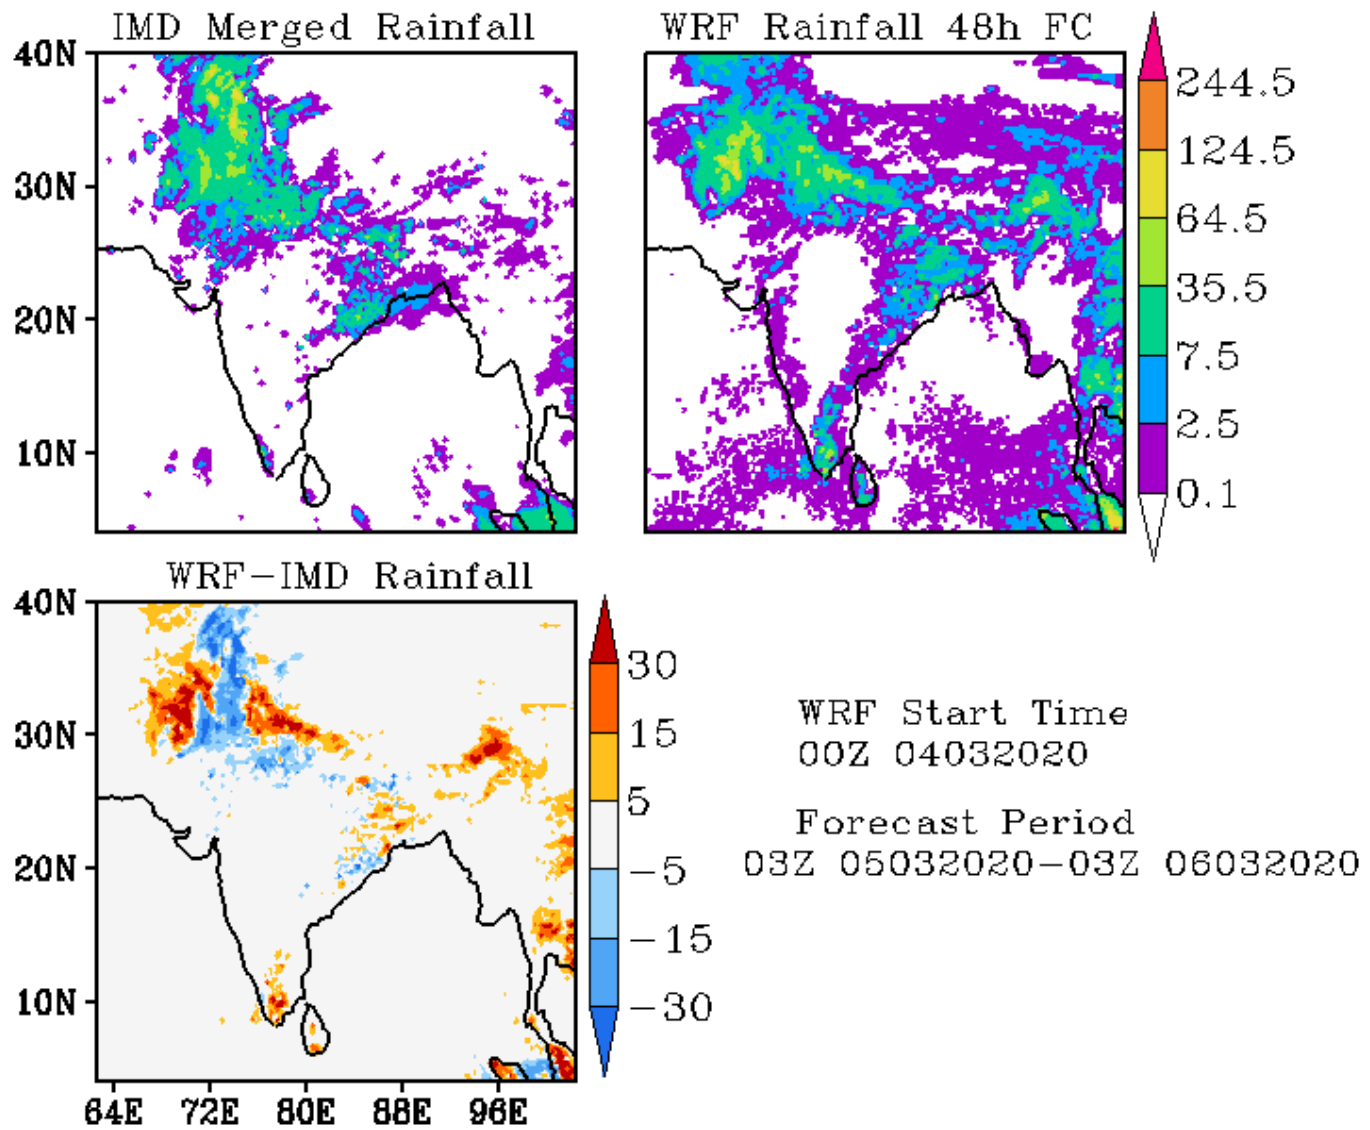 IMD Merged Rainfall
WRF Rainfall 48h FC
40N
30N
20N
10N
244.5
124.5
64.5
35.5
7.5
2.5
0.1
WRF-IMD Rainfall
40N
30N
20N
10N
64E 72E 80E 88E 96E
30
15
5
-5
-15
-30
WRF Start Time
00Z 04032020
Forecast Period
03Z 05032020-03Z 06032020